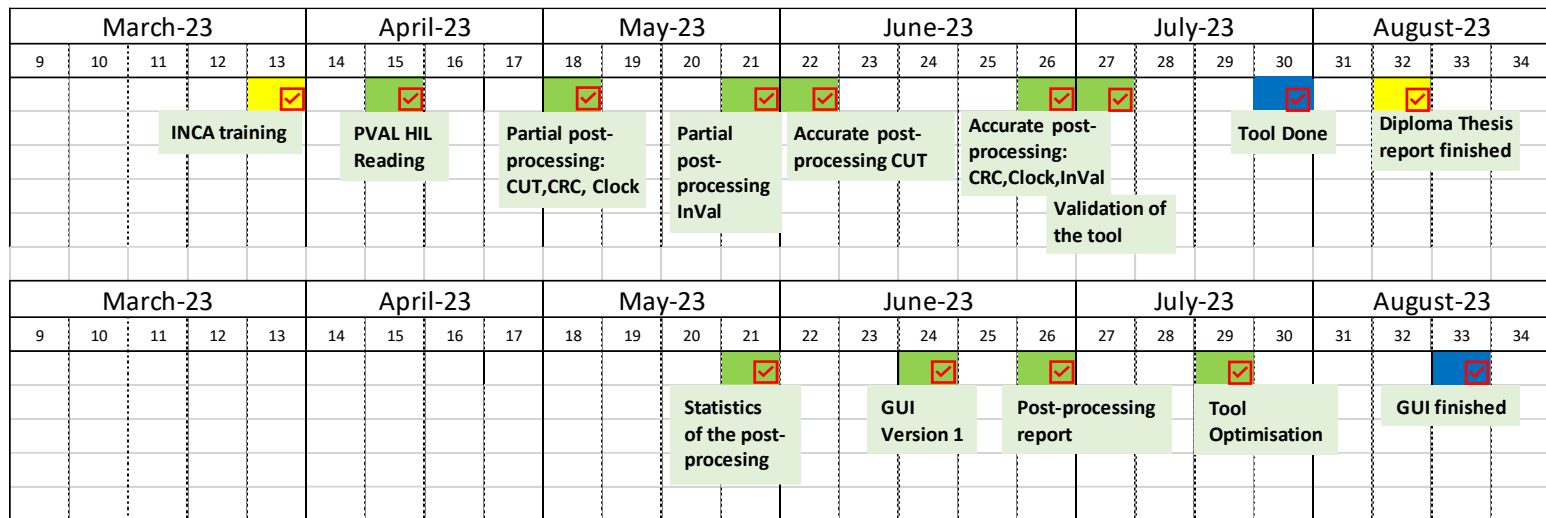 March-23 April-23 May-23 June-23 July-23 August-23
9 10 11 12 13 14 15 16 17 18 19 20 21 22 23 24 25 26 27 28 29 30 31 32 33 34
INCA training
PVAL HIL
Reading
Partial post-
processing:
CUT,CRC, Clock
Partial
post-
processing
InVal
Accurate post-
processing CUT
Accurate post-
processing:
CRC,Clock,InVal
Validation of
the tool
Tool Done
Diploma Thesis
report finished
March-23 April-23 May-23 June-23 July-23 August-23
9 10 11 12 13 14 15 16 17 18 19 20 21 22 23 24 25 26 27 28 29 30 31 32 33 34
Statistics
of the post-
procesing
GUI
Version 1
Post-processing
report
Tool
Optimisation
GUI finished